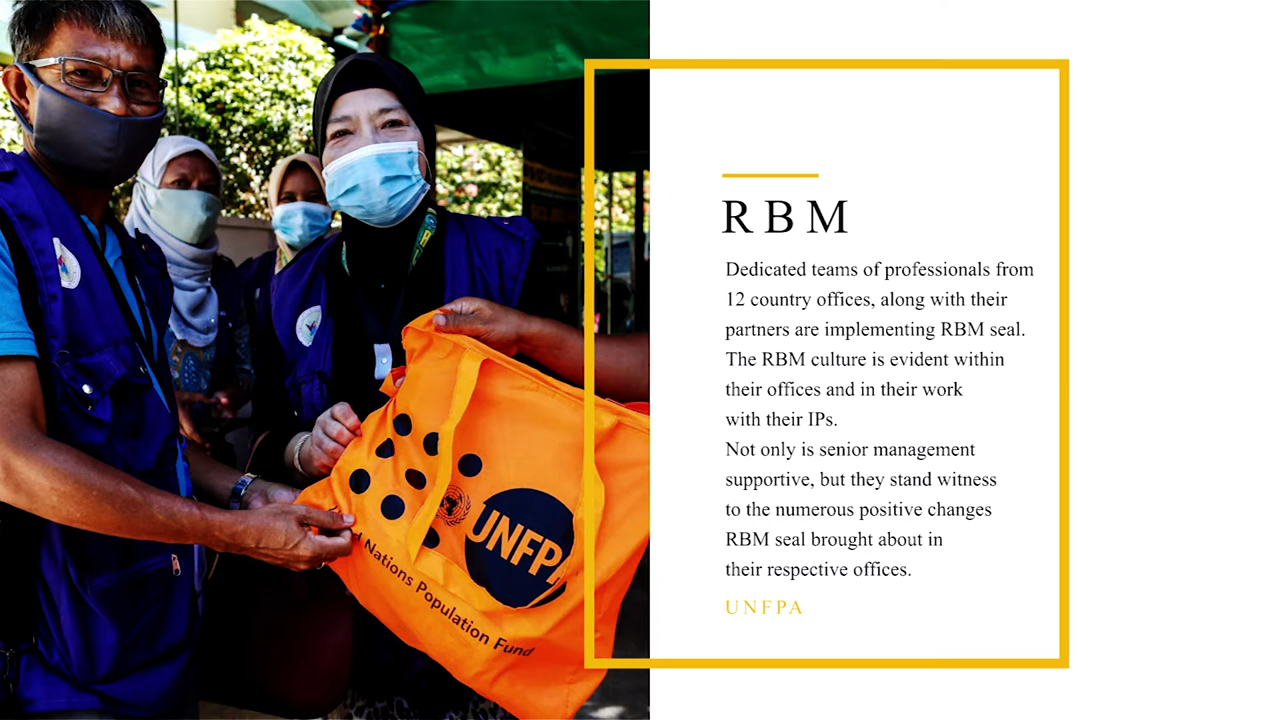 UNFPA
Nations Population Fund
RBM
Dedicated teams of professionals from
12 country offices, along with their
partners are implementing RBM seal.
The RBM culture is evident within
their offices and in their work
with their IPs.
Not only is senior management
supportive, but they stand witness
to the numerous positive changes
RBM seal brought about in
their respective offices.
UNFPA